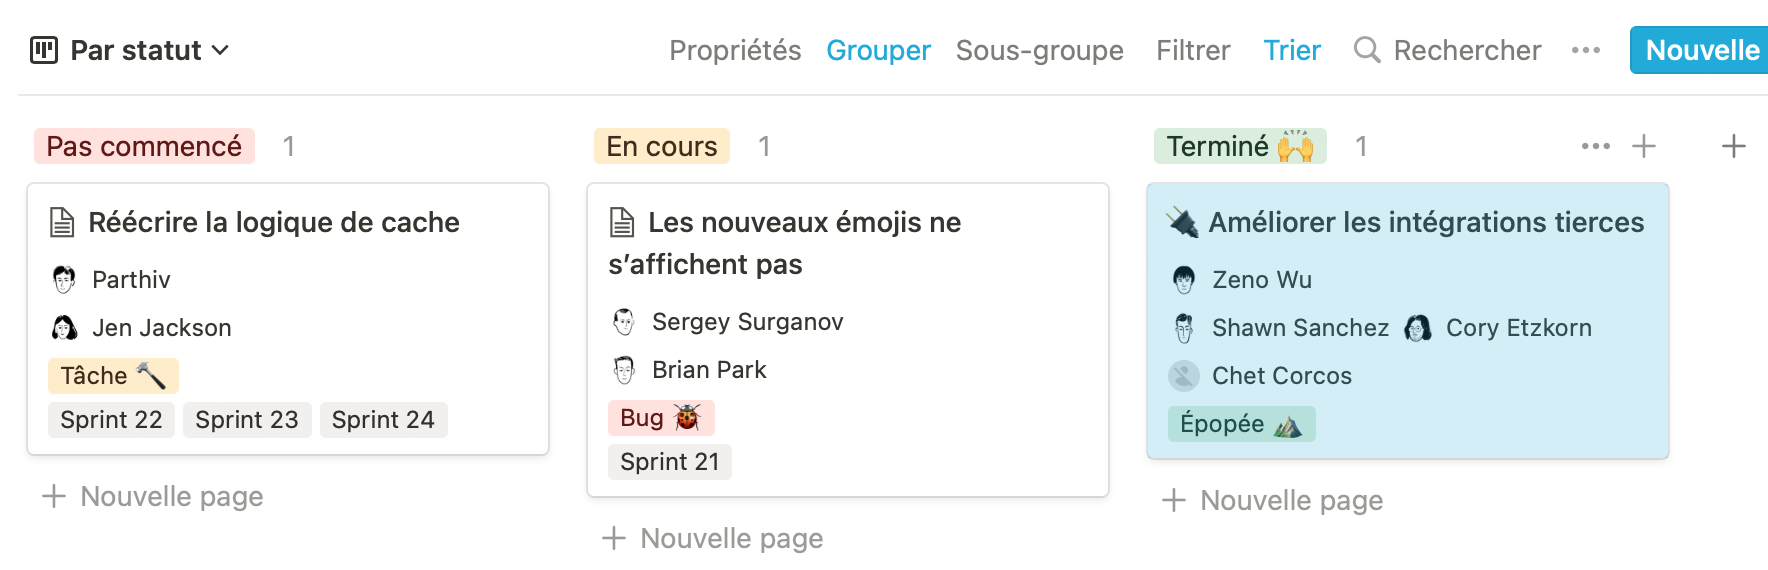 Par statut
Propriétés Grouper Sous-groupe Filtrer Trier Rechercher ••• Nouvelle
Pas commencé 1
Réécrire la logique de cache
Parthiv
Jen Jackson
Tâche 🔨
Sprint 22 Sprint 23 Sprint 24
+ Nouvelle page
En cours 1
Les nouveaux émojis ne
s’affichent pas
Sergey Surganov
Brian Park
Bug 🐞
Sprint 21
+ Nouvelle page
Terminé 🙌 1 ••• + +
🔌 Améliorer les intégrations tierces
Zeno Wu
Shawn Sanchez Cory Etzkorn
Chet Corcos
Épopée ⛰️
+ Nouvelle page